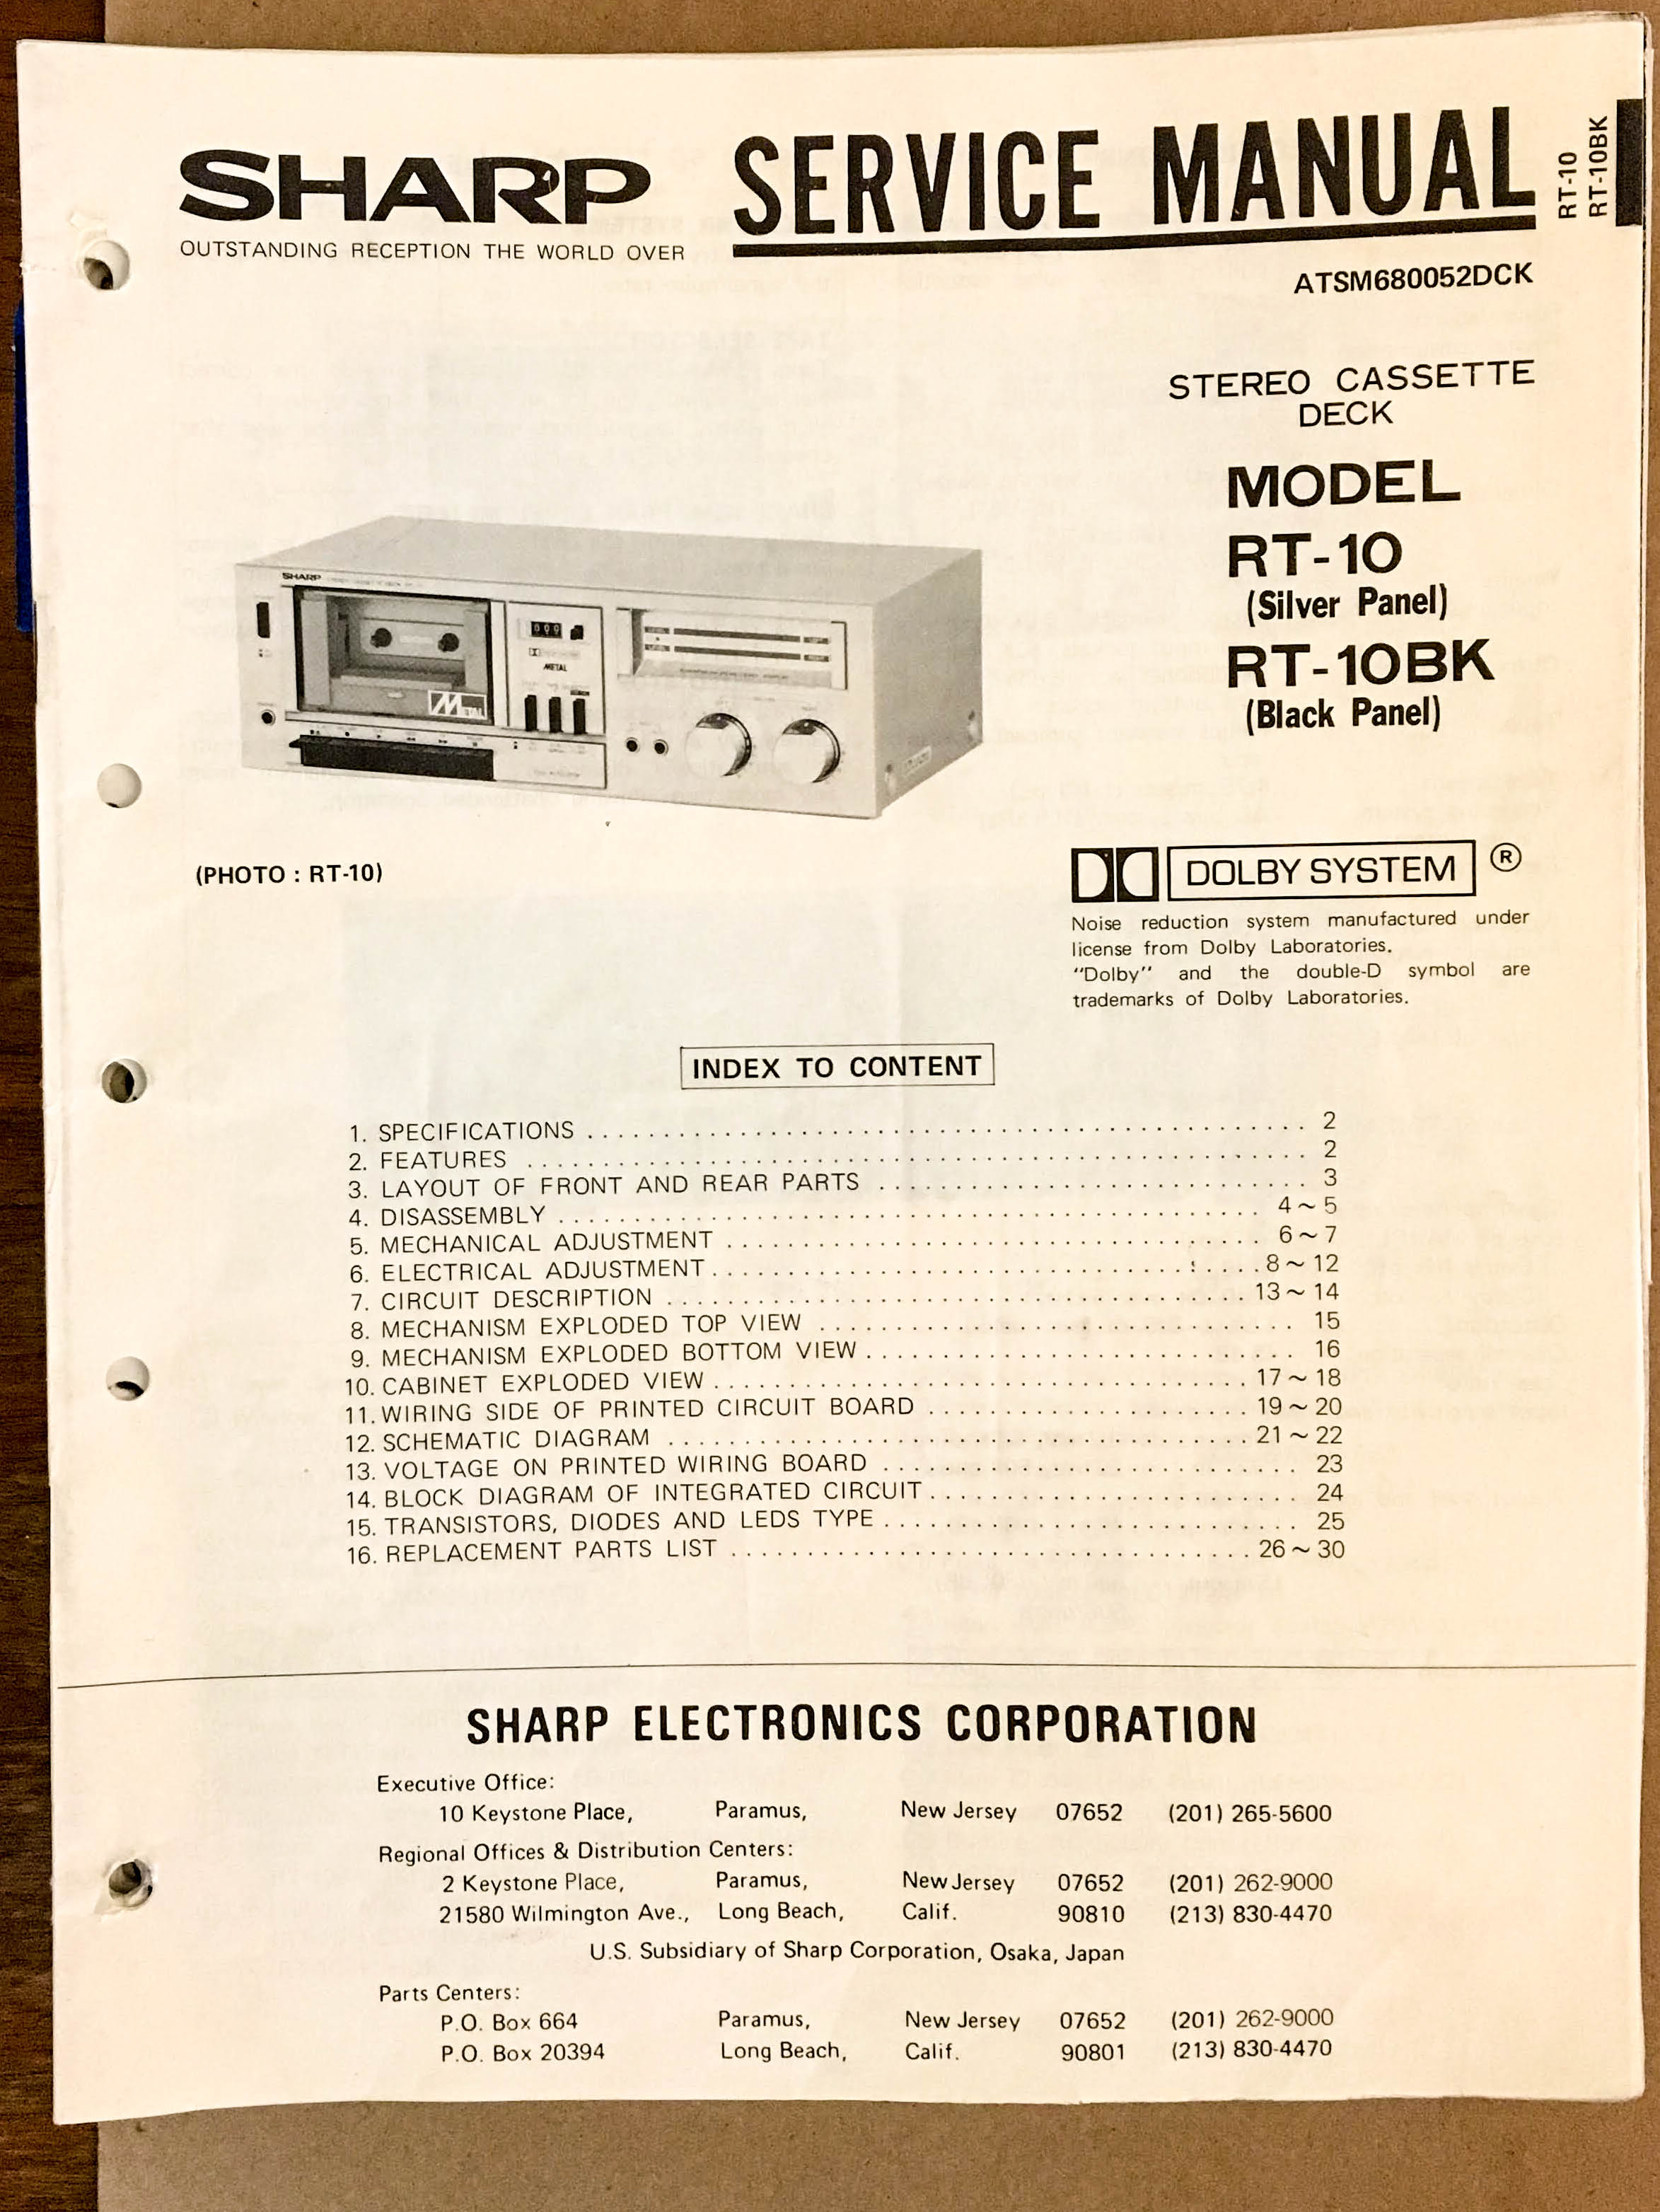 SHARP SERVICE MANUAL
OUTSTANDING RECEPTION THE WORLD OVER
RT-10
RT-10BK
ATSM680052DCK
STEREO CASSETTE
DECK
MODEL
RT-10
(Silver Panel)
RT-10BK
(Black Panel)
SHARP
000
METAL
METAL
(PHOTO : RT-10)
DOLBY SYSTEM ®
Noise reduction system manufactured under
license from Dolby Laboratories.
“Dolby” and the double-D symbol are
trademarks of Dolby Laboratories.
INDEX TO CONTENT
1. SPECIFICATIONS . . . . . . . . . . 2
2. FEATURES . . . . . . . . . . 2
3. LAYOUT OF FRONT AND REAR PARTS . . . . . . . . . . 3
4. DISASSEMBLY . . . . . . . . . . 4 ~ 5
5. MECHANICAL ADJUSTMENT . . . . . . . . . . 6 ~ 7
6. ELECTRICAL ADJUSTMENT . . . . . . . . . . 8 ~ 12
7. CIRCUIT DESCRIPTION . . . . . . . . . . 13 ~ 14
8. MECHANISM EXPLODED TOP VIEW . . . . . . . . . . 15
9. MECHANISM EXPLODED BOTTOM VIEW . . . . . . . . . . 16
10. CABINET EXPLODED VIEW . . . . . . . . . . 17 ~ 18
11. WIRING SIDE OF PRINTED CIRCUIT BOARD . . . . . . . . . . 19 ~ 20
12. SCHEMATIC DIAGRAM . . . . . . . . . . 21 ~ 22
13. VOLTAGE ON PRINTED WIRING BOARD . . . . . . . . . . 23
14. BLOCK DIAGRAM OF INTEGRATED CIRCUIT . . . . . . . . . . 24
15. TRANSISTORS, DIODES AND LEDS TYPE . . . . . . . . . . 25
16. REPLACEMENT PARTS LIST . . . . . . . . . . 26 ~ 30
SHARP ELECTRONICS CORPORATION
Executive Office:
10 Keystone Place, Paramus, New Jersey 07652 (201) 265-5600
Regional Offices & Distribution Centers:
2 Keystone Place, Paramus, New Jersey 07652 (201) 262-9000
21580 Wilmington Ave., Long Beach, Calif. 90810 (213) 830-4470
U.S. Subsidiary of Sharp Corporation, Osaka, Japan
Parts Centers:
P.O. Box 664 Paramus, New Jersey 07652 (201) 262-9000
P.O. Box 20394 Long Beach, Calif. 90801 (213) 830-4470